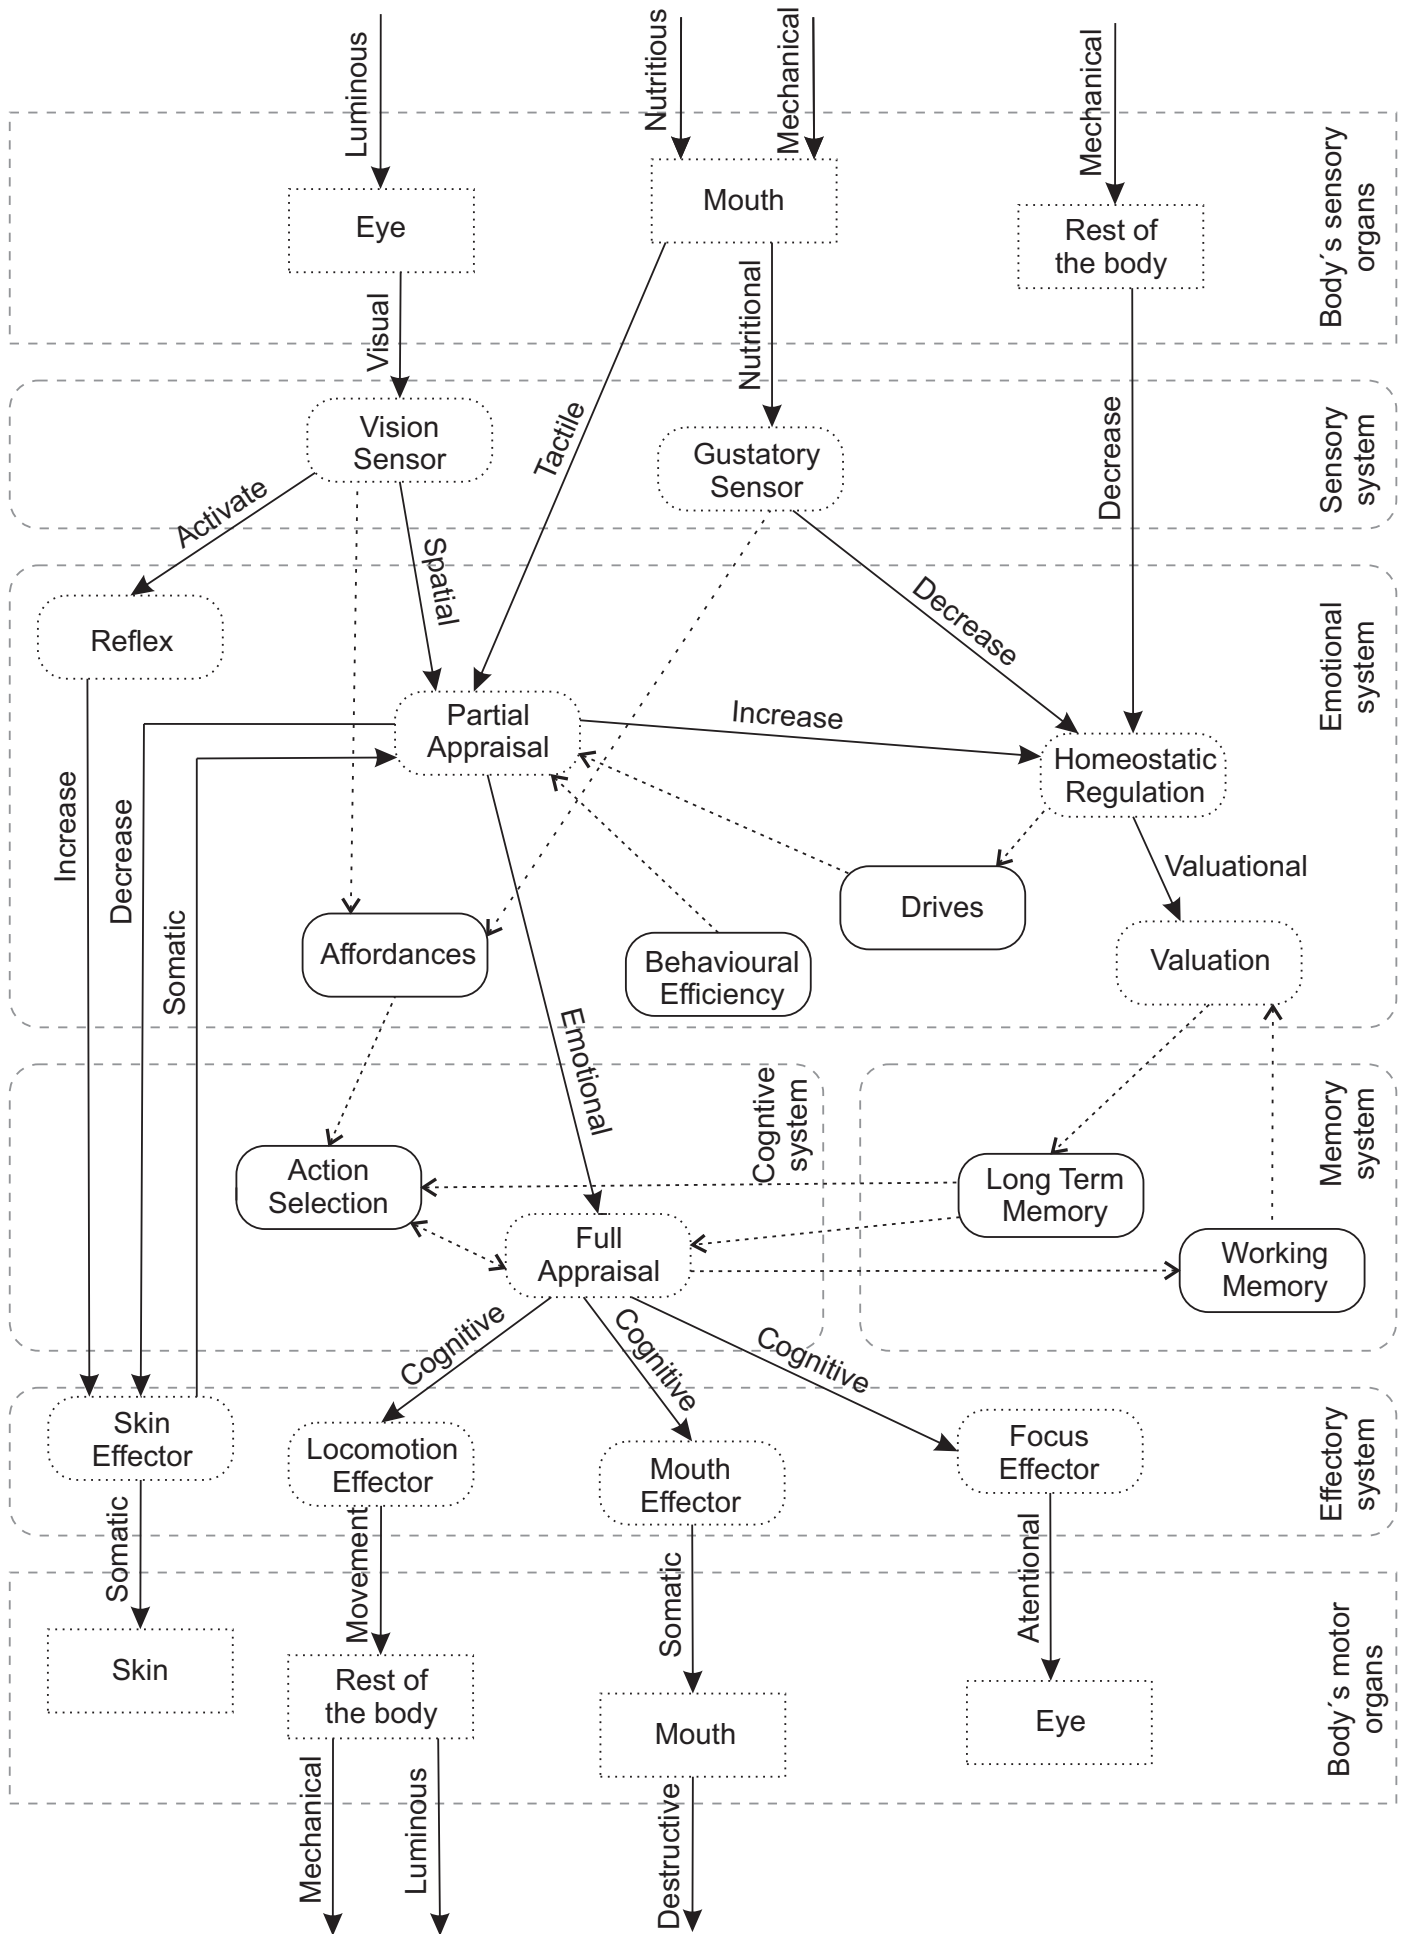 Luminous
Nutritious
Mechanical
Mechanical
Eye
Mouth
Rest of
the body
Body´s sensory
organs
Visual
Tactile
Nutritional
Decrease
Vision
Sensor
Gustatory
Sensor
Sensory
system
Activate
Spatial
Decrease
Reflex
Emotional
system
Partial
Appraisal
Increase
Homeostatic
Regulation
Increase
Decrease
Somatic
Valuational
Drives
Affordances
Behavioural
Efficiency
Valuation
Emotional
Cogntive
system
Memory
system
Action
Selection
Long Term
Memory
Full
Appraisal
Working
Memory
Cognitive
Cognitive
Cognitive
Skin
Effector
Locomotion
Effector
Mouth
Effector
Focus
Effector
Effectory
system
Somatic
Movement
Somatic
Atentional
Skin
Rest of
the body
Mouth
Eye
Body´s motor
organs
Mechanical
Luminous
Destructive